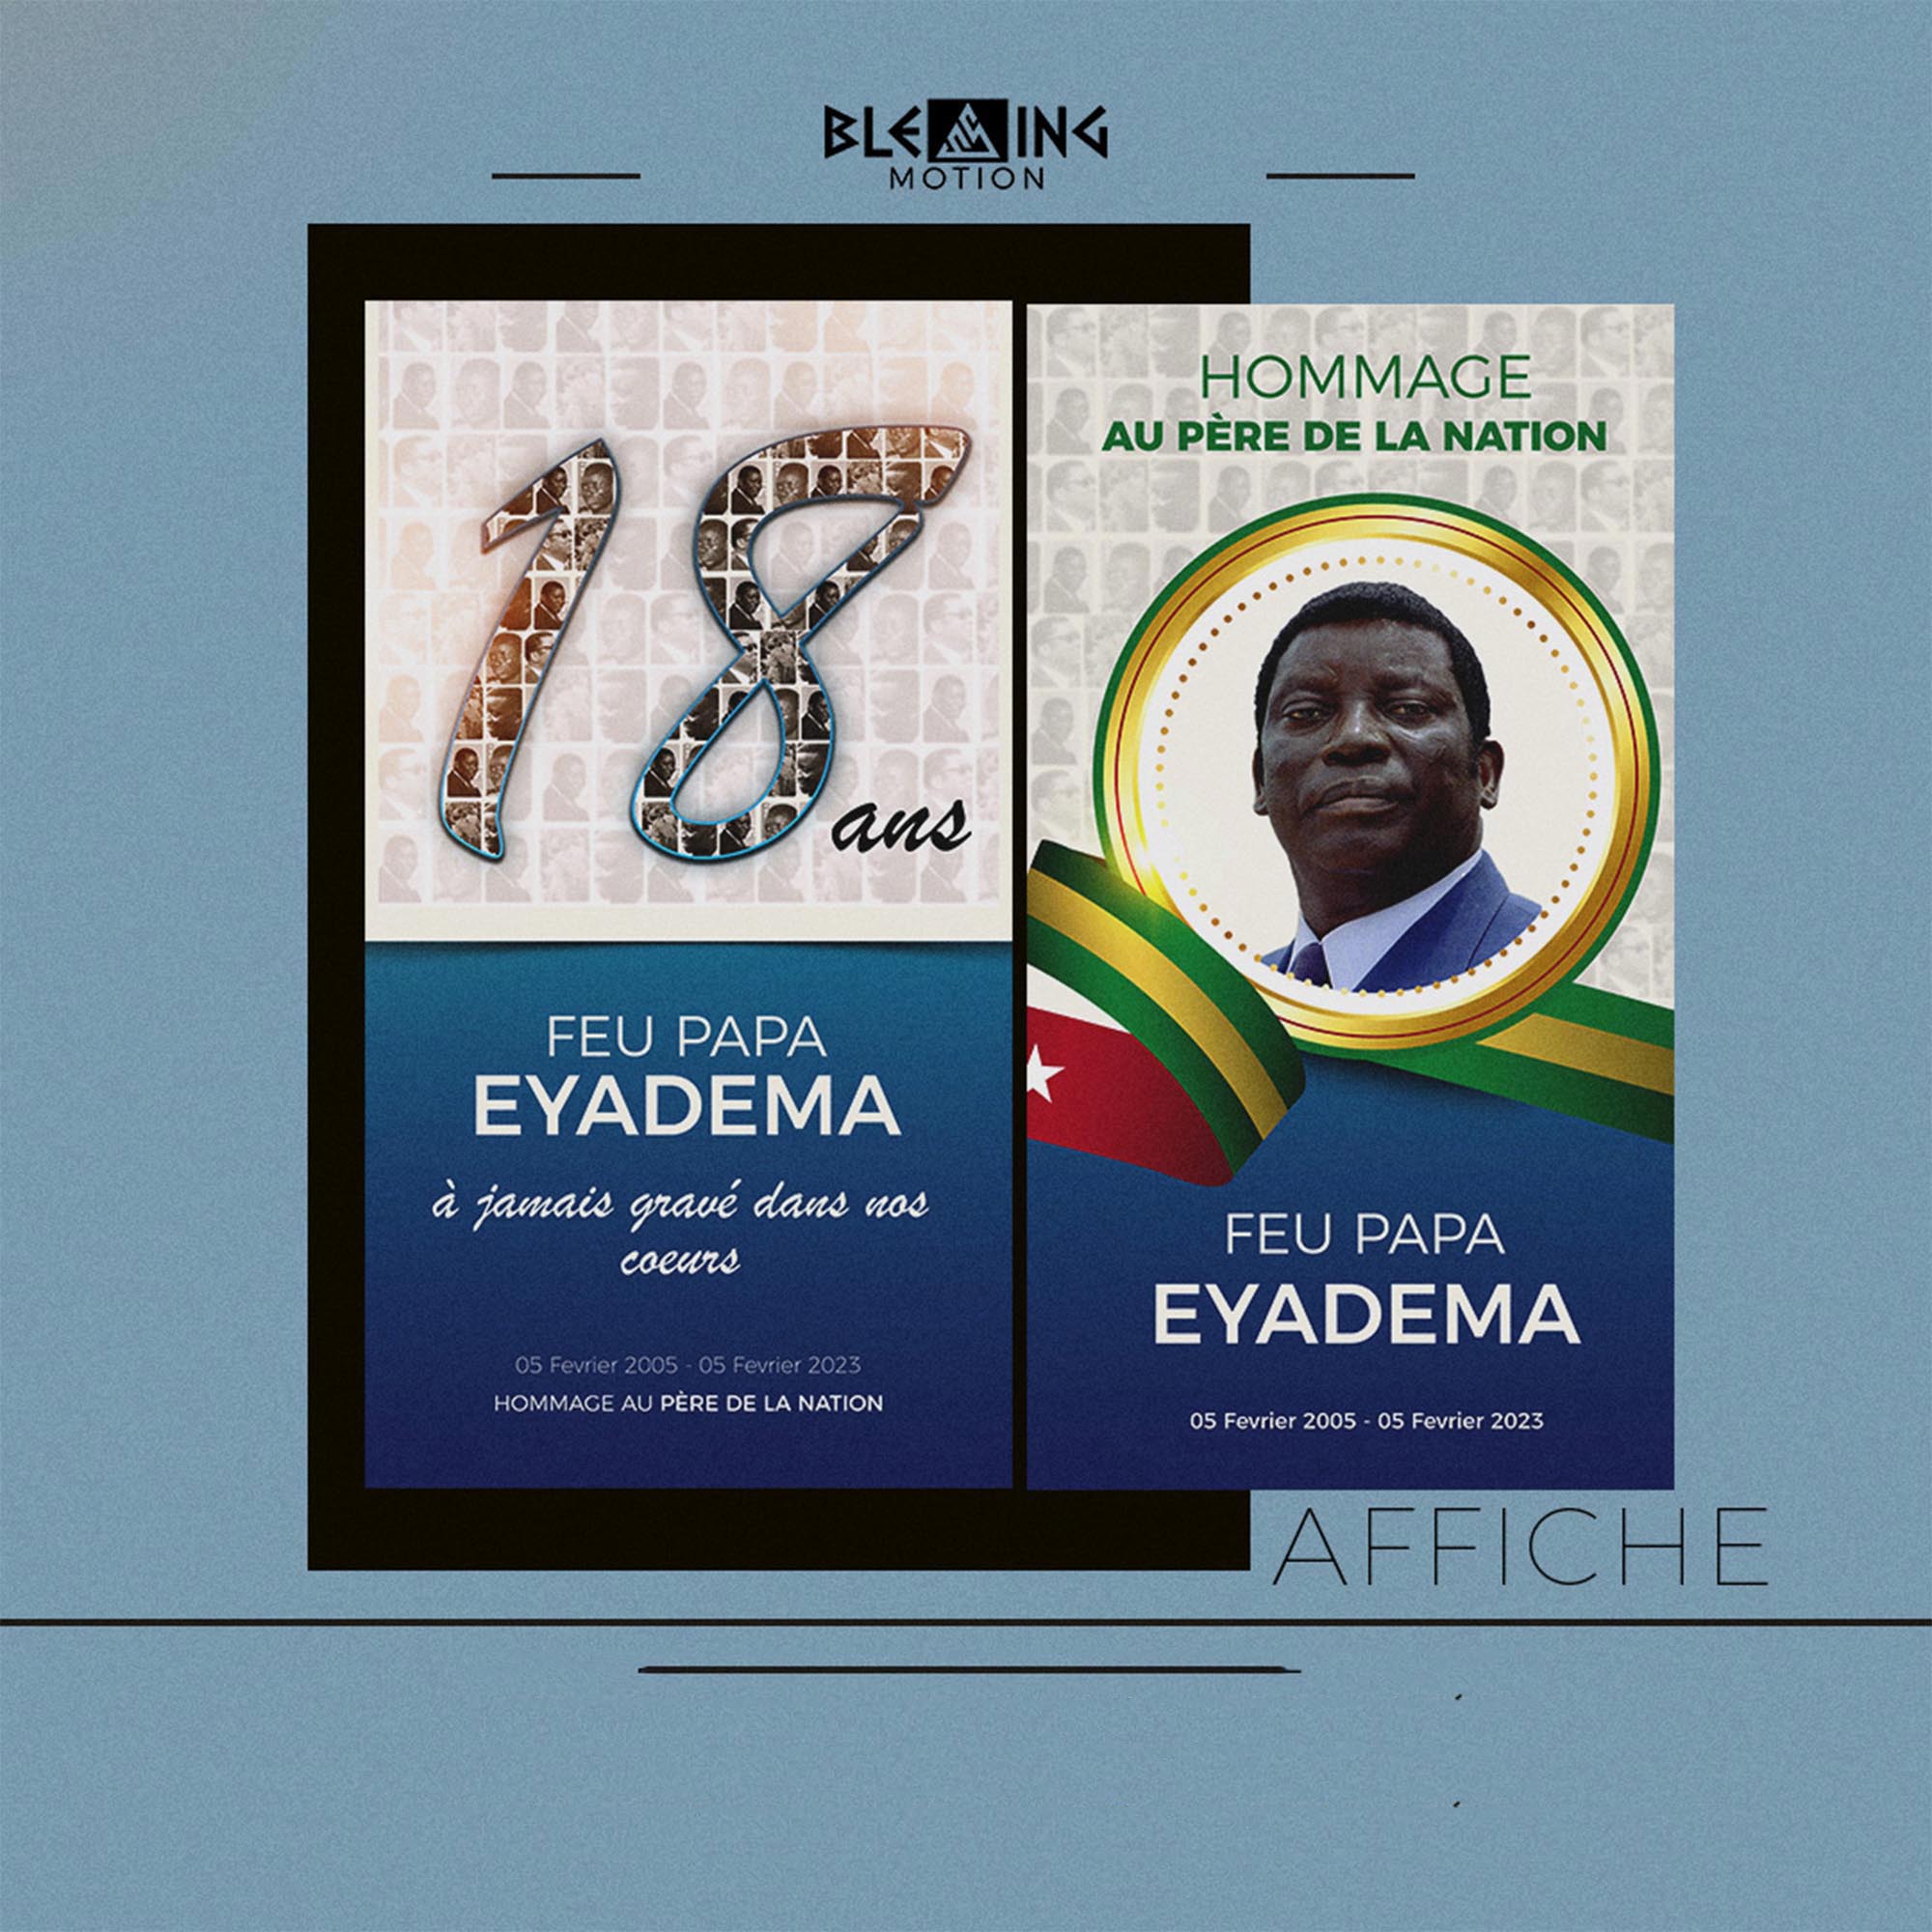 BLESSING
MOTION
18
ans
FEU PAPA
EYADEMA
à jamais gravé dans nos
coeurs
05 Fevrier 2005 - 05 Fevrier 2023
HOMMAGE AU PÈRE DE LA NATION
HOMMAGE
AU PÈRE DE LA NATION
FEU PAPA
EYADEMA
05 Fevrier 2005 - 05 Fevrier 2023
AFFICHE